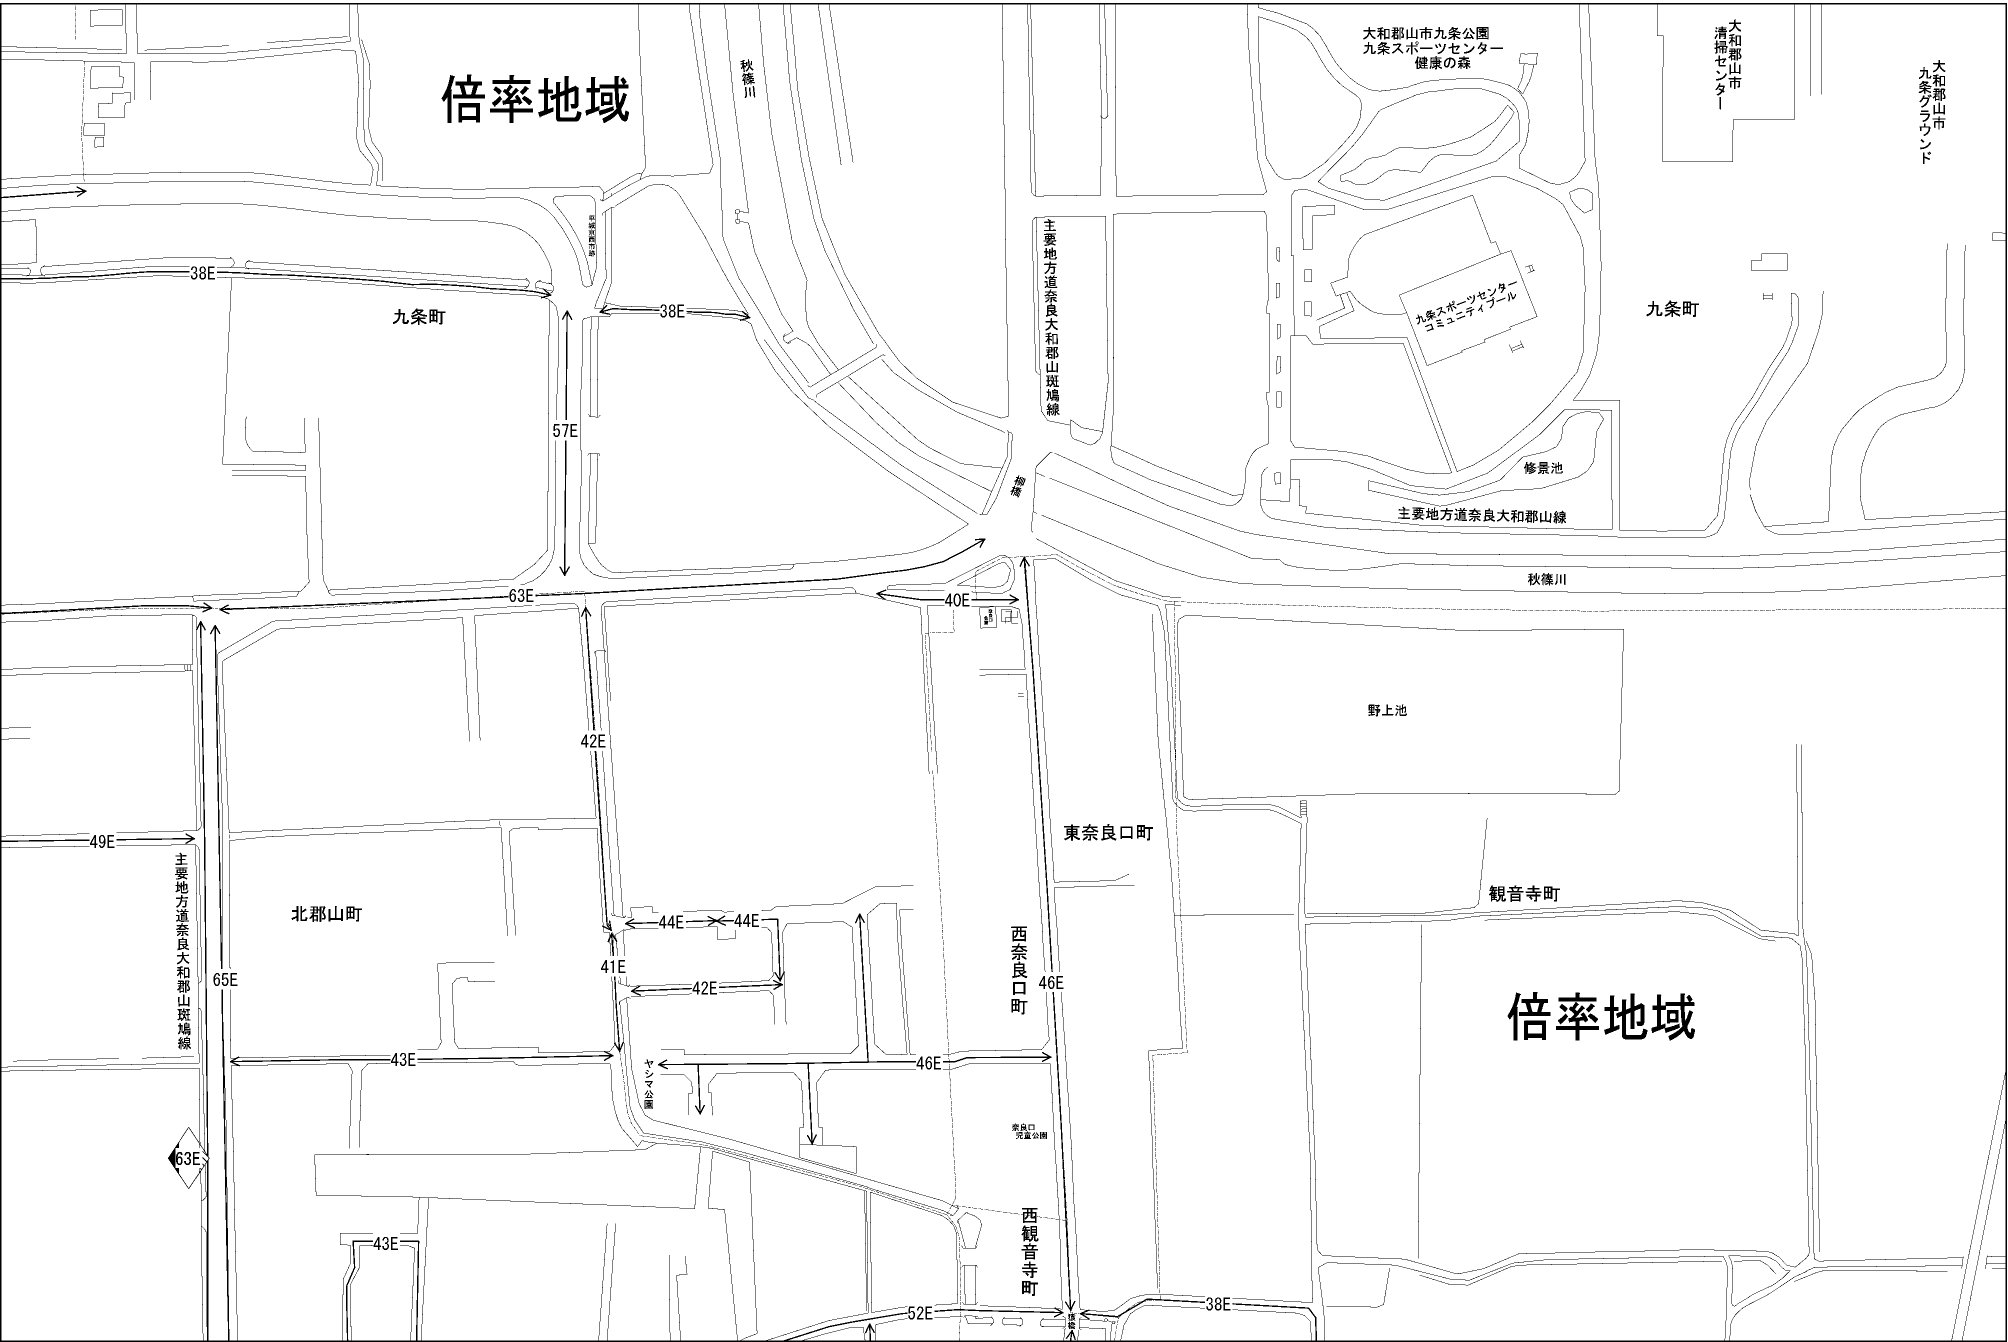 倍率地域
秋篠川
大和郡山市九条公園
九条スポーツセンター
健康の森
大和郡山市
清掃センター
大和郡山市
九条グラウンド
主要地方道奈良大和郡山斑鳩線
38E
九条町
38E
九条スポーツセンター
コミュニティプール
九条町
57E
柳橋
修景池
主要地方道奈良大和郡山線
秋篠川
63E
40E
42E
野上池
49E
東奈良口町
主要地方道奈良大和郡山斑鳩線
北郡山町
観音寺町
44E
44E
41E
65E
42E
西奈良口町
46E
倍率地域
43E
46E
ヤシマ公園
奈良口
児童公園
63E
西観音寺町
43E
52E
38E